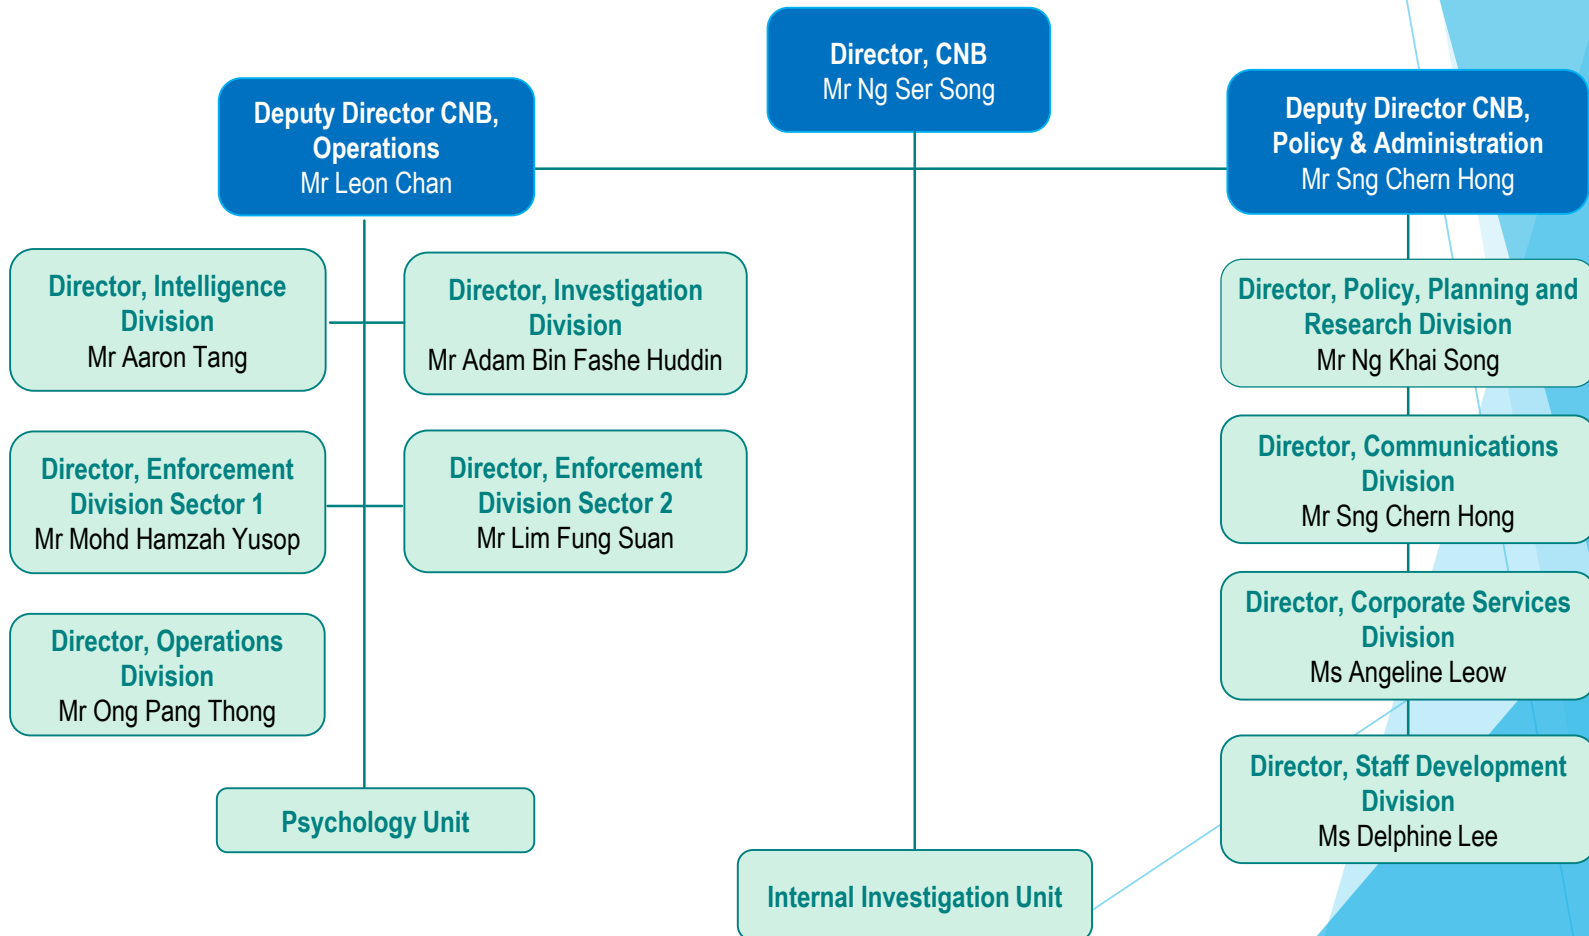 Director, CNB
Mr Ng Ser Song
Deputy Director CNB,
Operations
Mr Leon Chan
Deputy Director CNB,
Policy & Administration
Mr Sng Chern Hong
Director, Intelligence
Division
Mr Aaron Tang
Director, Investigation
Division
Mr Adam Bin Fashe Huddin
Director, Policy, Planning and
Research Division
Mr Ng Khai Song
Director, Enforcement
Division Sector 1
Mr Mohd Hamzah Yusop
Director, Enforcement
Division Sector 2
Mr Lim Fung Suan
Director, Communications
Division
Mr Sng Chern Hong
Director, Operations
Division
Mr Ong Pang Thong
Director, Corporate Services
Division
Ms Angeline Leow
Psychology Unit
Director, Staff Development
Division
Ms Delphine Lee
Internal Investigation Unit